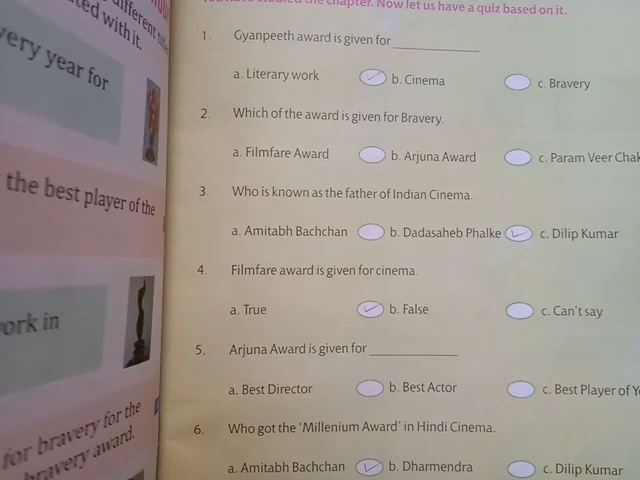 different
ted with it.
very year for
the best player of the
ork in
for bravery for the
bravery award.
studied the chapter. Now let us have a quiz based on it.
1. Gyanpeeth award is given for ____________
a. Literary work b. Cinema c. Bravery
2. Which of the award is given for Bravery.
a. Filmfare Award b. Arjuna Award c. Param Veer Chak
3. Who is known as the father of Indian Cinema.
a. Amitabh Bachchan b. Dadasaheb Phalke c. Dilip Kumar
4. Filmfare award is given for cinema.
a. True b. False c. Can't say
5. Arjuna Award is given for ____________
a. Best Director b. Best Actor c. Best Player of Y
6. Who got the 'Millenium Award' in Hindi Cinema.
a. Amitabh Bachchan b. Dharmendra c. Dilip Kumar